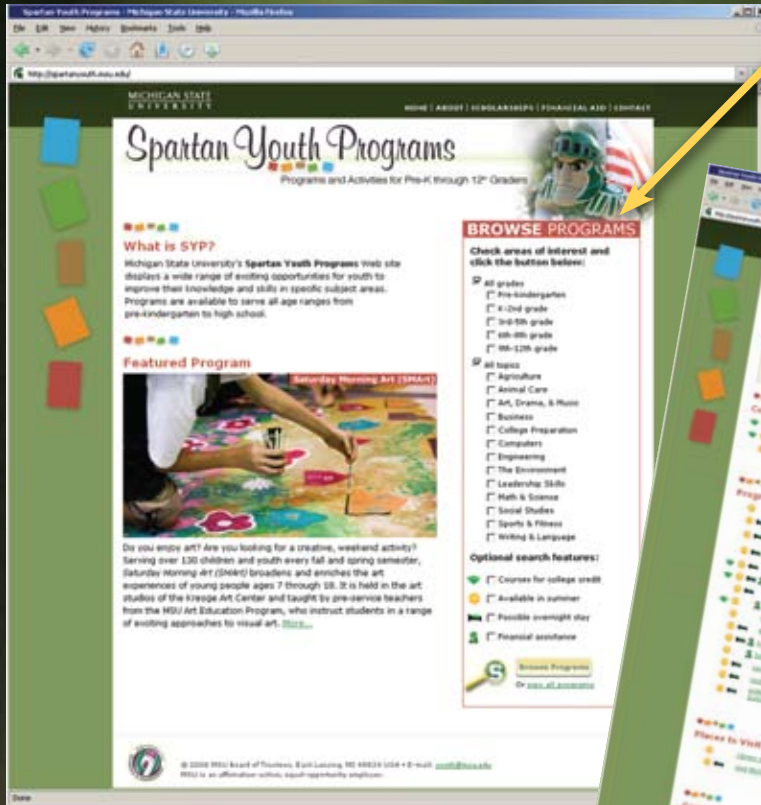 Spartan Youth Programs - Michigan State University - Mozilla Firefox
File Edit View History Bookmarks Tools Help
http://spartanyouth.msu.edu/
MICHIGAN STATE
UNIVERSITY
HOME | ABOUT | SCHOLARSHIPS | FINANCIAL AID | CONTACT
Spartan Youth Programs
Programs and Activities for Pre-K through 12th Graders
What is SYP?
Michigan State University's Spartan Youth Programs Web site
displays a wide range of exciting opportunities for youth to
improve their knowledge and skills in specific subject areas.
Programs are available to serve all age ranges from
pre-kindergarten to high school.
Featured Program
Saturday Morning Art (SMArt)
Do you enjoy art? Are you looking for a creative, weekend activity?
Serving over 130 children and youth every fall and spring semester,
Saturday Morning Art (SMArt) broadens and enriches the art
experiences of young people ages 7 through 18. It is held in the art
studios of the Kresge Art Center and taught by pre-service teachers
from the MSU Art Education Program, who instruct students in a range
of exciting approaches to visual art. More...
BROWSE PROGRAMS
Check areas of interest and
click the button below:
All grades
Pre-kindergarten
K-2nd grade
3rd-5th grade
6th-8th grade
9th-12th grade
All topics
Agriculture
Animal Care
Art, Drama, & Music
Business
College Preparation
Computers
Engineering
The Environment
Leadership Skills
Math & Science
Social Studies
Sports & Fitness
Writing & Language
Optional search features:
Courses for college credit
Available in summer
Possible overnight stay
Financial assistance
S
Browse Programs
Or view all programs
© 2008 MSU Board of Trustees, East Lansing, MI 48824 USA • E-mail: youth@msu.edu
MSU is an affirmative-action, equal-opportunity employer.
Done
Places to Visit